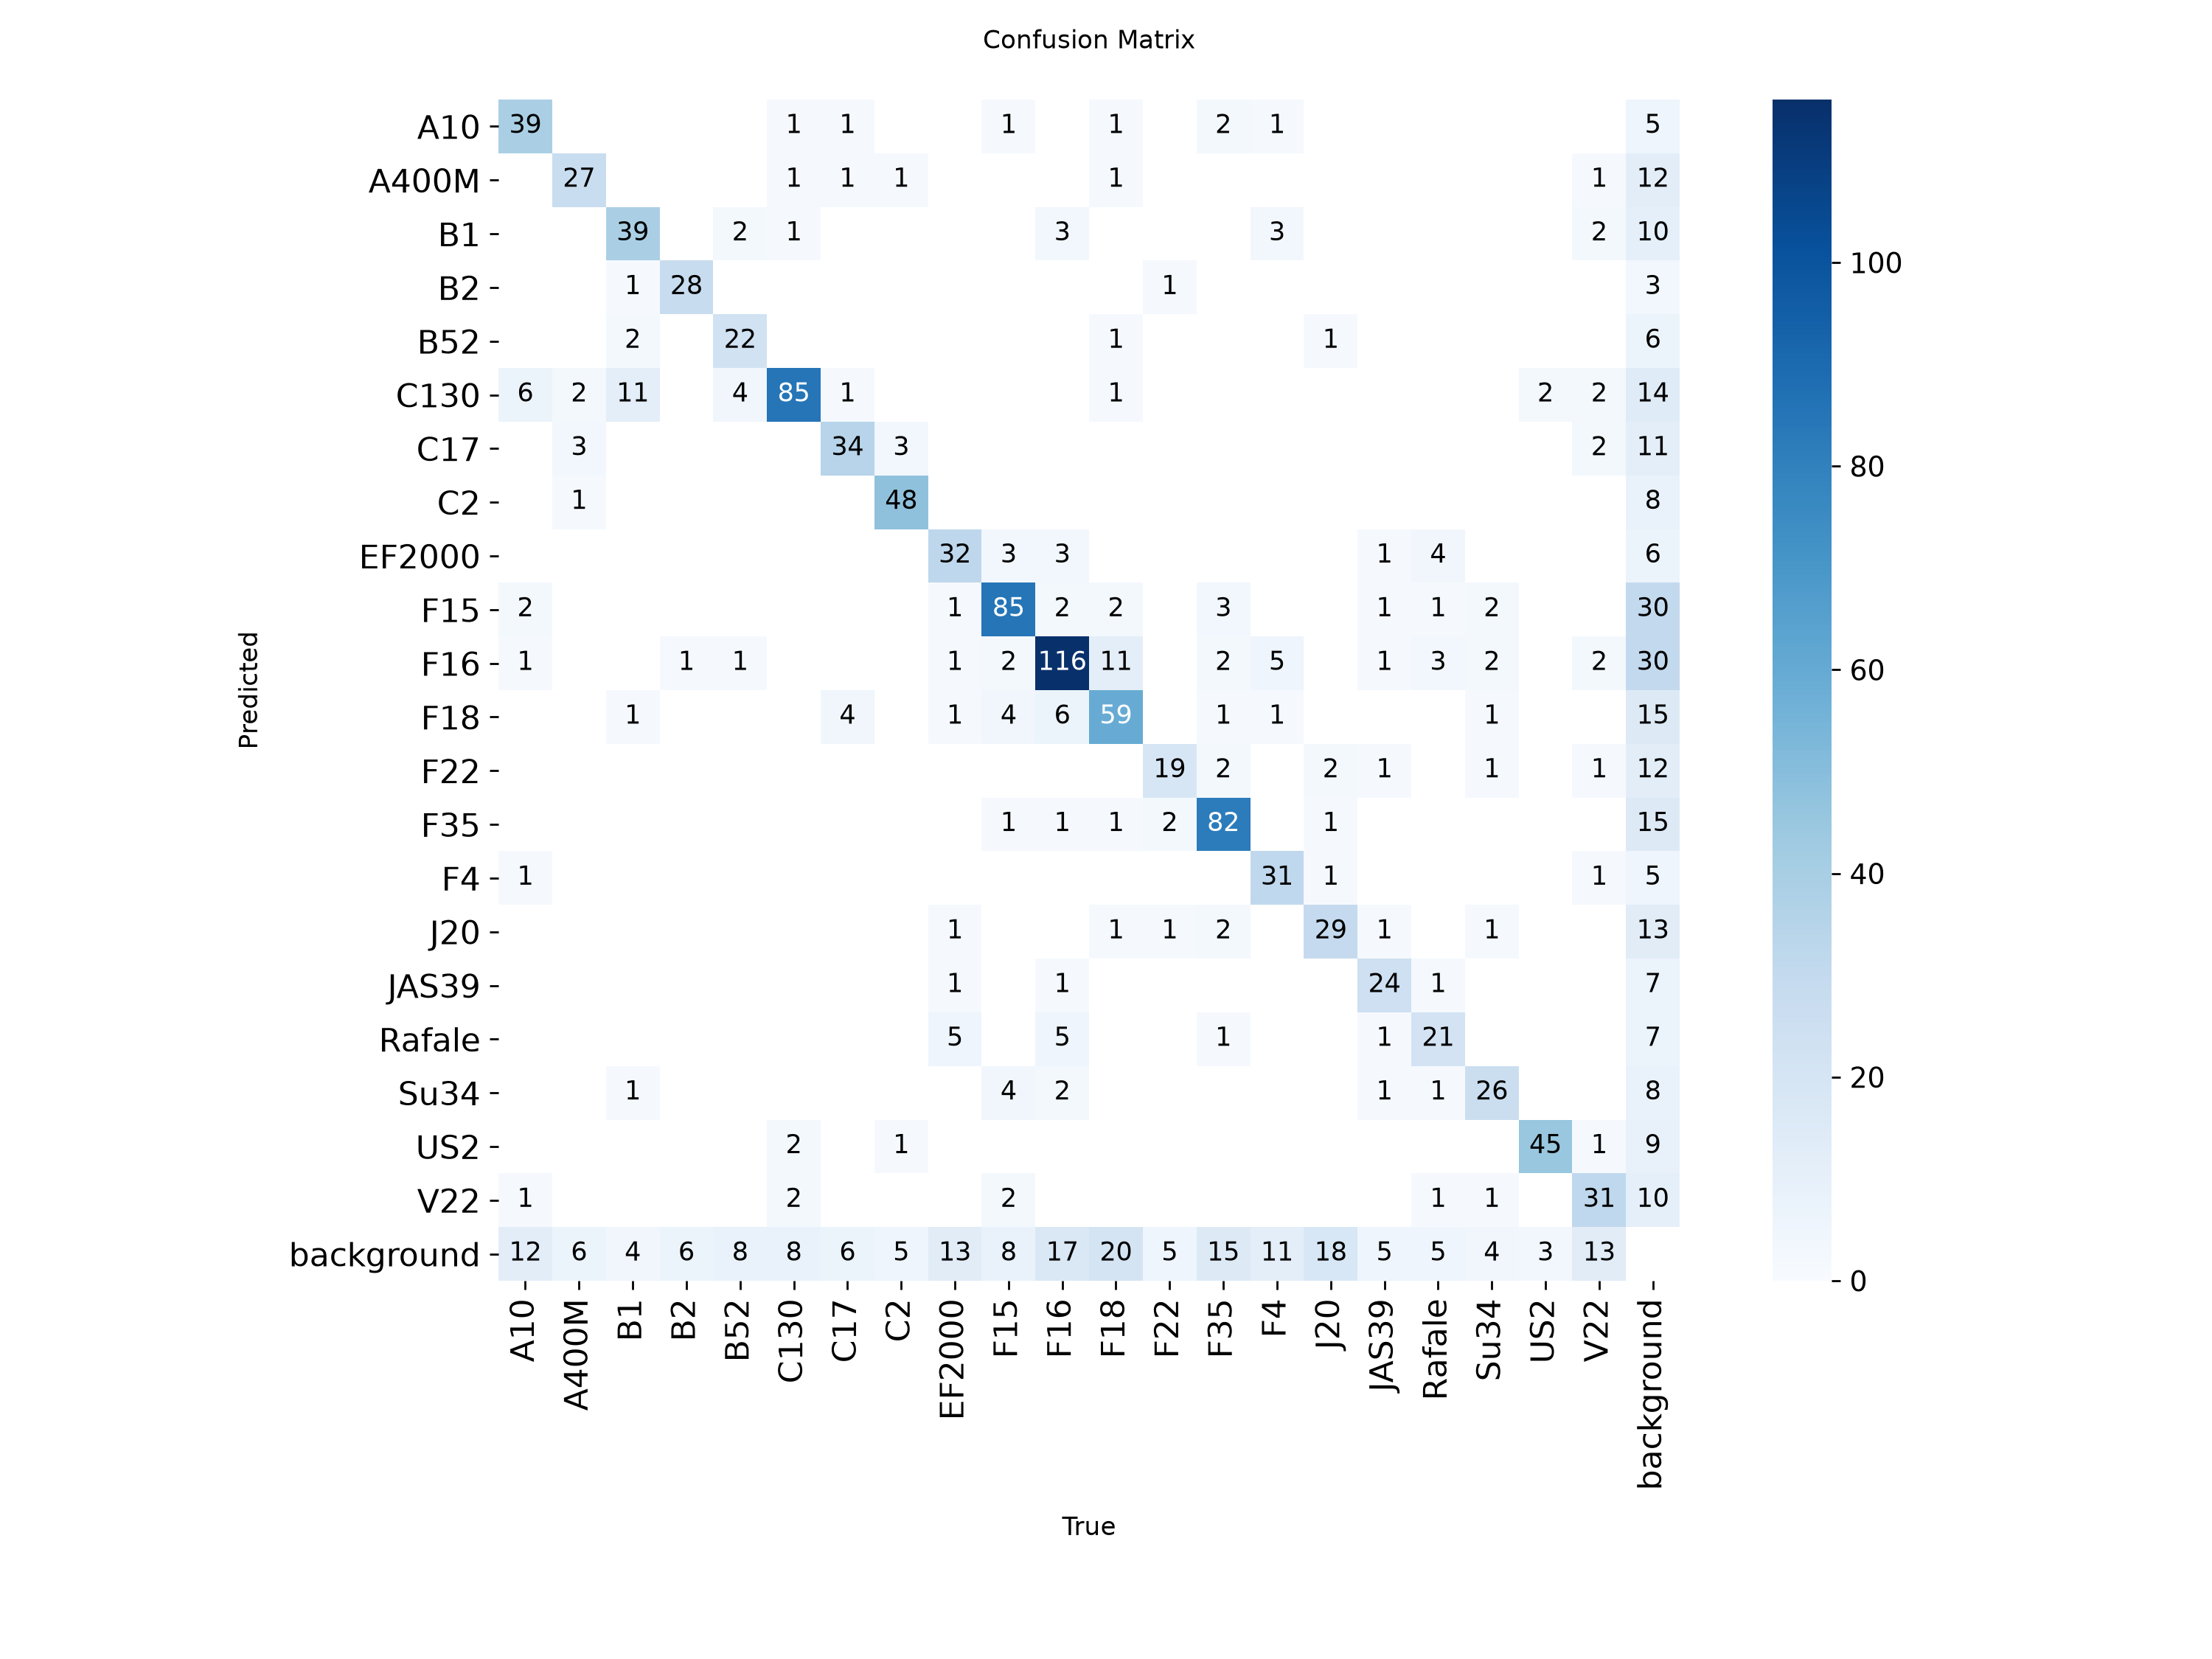 Confusion Matrix
A10 39 1 1 1 1 2 1 5
A400M 27 1 1 1 1 1 12
B1 39 2 1 3 3 2 10
B2 1 28 1 3
B52 2 22 1 1 6
C130 6 2 11 4 85 1 1 2 2 14
C17 3 34 3 2 11
C2 1 48 8
EF2000 32 3 3 1 4 6
F15 2 1 85 2 2 3 1 1 2 30
F16 1 1 1 1 2 116 11 2 5 1 3 2 2 30
F18 1 4 1 4 6 59 1 1 1 15
F22 19 2 2 1 1 1 12
F35 1 1 1 2 82 1 15
F4 1 31 1 1 5
J20 1 1 1 2 29 1 1 13
JAS39 1 1 24 1 7
Rafale 5 5 1 1 21 7
Su34 1 4 2 1 1 26 8
US2 2 1 45 1 9
V22 1 2 2 1 1 31 10
background 12 6 4 6 8 8 6 5 13 8 17 20 5 15 11 18 5 5 4 3 13
A10 A400M B1 B2 B52 C130 C17 C2 EF2000 F15 F16 F18 F22 F35 F4 J20 JAS39 Rafale Su34 US2 V22 background
True
Predicted
100
80
60
40
20
0